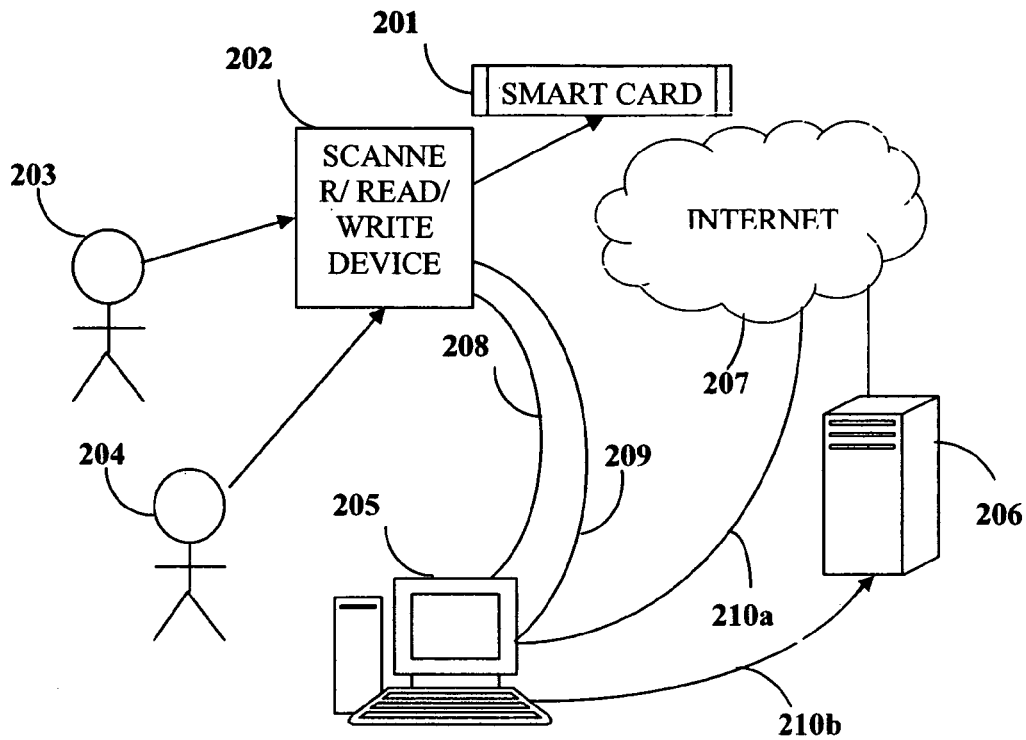 201
202
SMART CARD
SCANNE
R/ READ/
WRITE
DEVICE
203
INTERNET
208
207
204
209
205
206
210a
210b